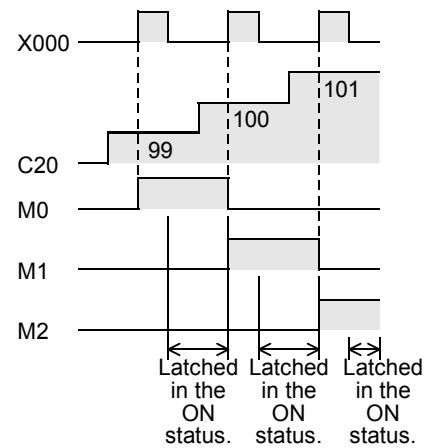 X000
101
100
99
C20
M0
M1
M2
Latched Latched Latched
in the in the in the
ON ON ON
status. status. status.